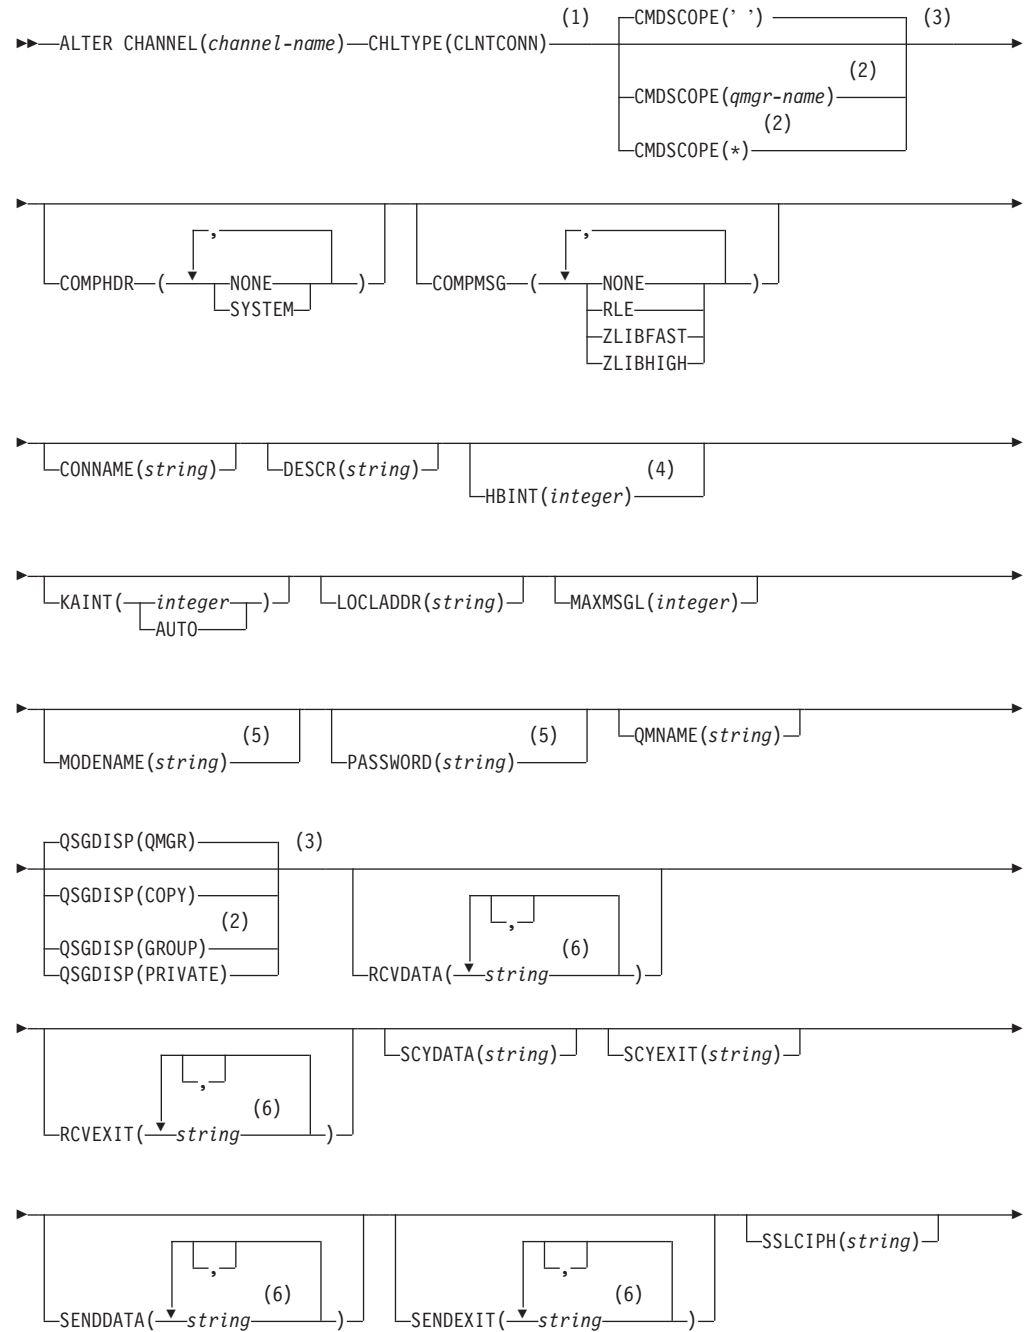 (1) CMDSCOPE(’ ’) (3)
ALTER CHANNEL(channel-name) CHLTYPE(CLNTCONN)
(2)
CMDSCOPE(qmgr-name)
(2)
CMDSCOPE(*)
, ,
COMPHDR ( NONE ) COMPMSG ( NONE )
SYSTEM RLE
ZLIBFAST
ZLIBHIGH
CONNAME(string) DESCR(string) (4)
HBINT(integer)
KAINT( integer ) LOCLADDR(string) MAXMSGL(integer)
AUTO
(5) (5) QMNAME(string)
MODENAME(string) PASSWORD(string)
QSGDISP(QMGR) (3)
QSGDISP(COPY)
(2) ,
QSGDISP(GROUP) (6)
QSGDISP(PRIVATE) RCVDATA( string )
SCYDATA(string) SCYEXIT(string)
,
(6)
RCVEXIT( string )
SSLCIPH(string)
, ,
(6) (6)
SENDDATA( string ) SENDEXIT( string )